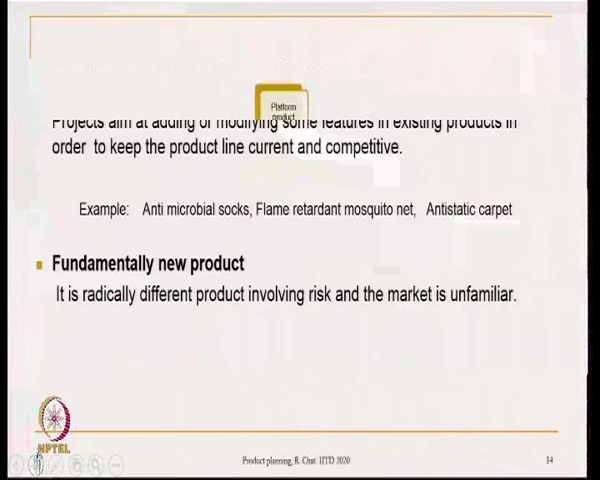 Platform
product
Projects aim at adding or modifying some features in existing products in
order to keep the product line current and competitive.
Example: Anti microbial socks, Flame retardant mosquito net, Antistatic carpet
Fundamentally new product
It is radically different product involving risk and the market is unfamiliar.
NPTEL
Product planning, R. Chat IITD 2020
14